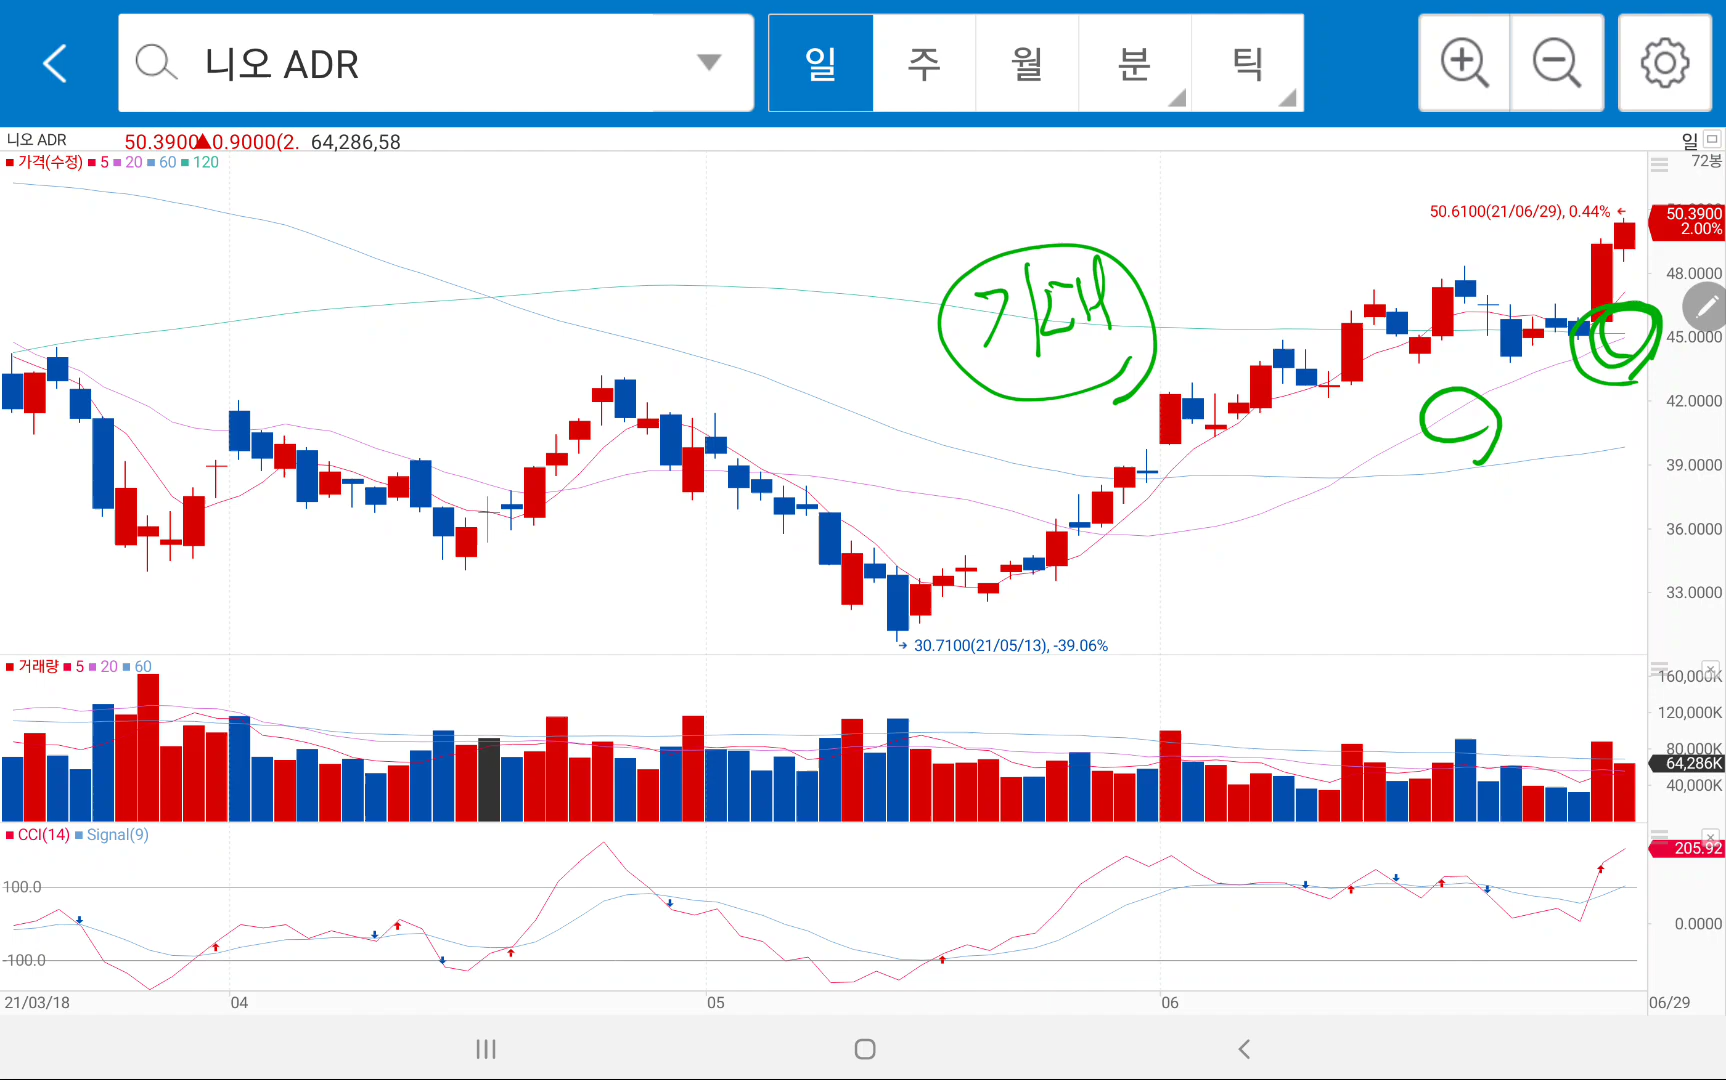 니오 ADR 일 주 월 분 틱
니오 ADR 50.3900▲0.9000(2. 64,286,58 일
가격(수정) 5 20 60 120 72봉
50.6100(21/06/29), 0.44%
50.3900
2.00%
48.0000
기대
45.0000
42.0000
39.0000
36.0000
33.0000
30.7100(21/05/13), -39.06%
거래량 5 20 60
160,000K
120,000K
80,000K
64,286K
40,000K
CCI(14) Signal(9)
205.92
100.0
0.0000
-100.0
21/03/18 04 05 06 06/29